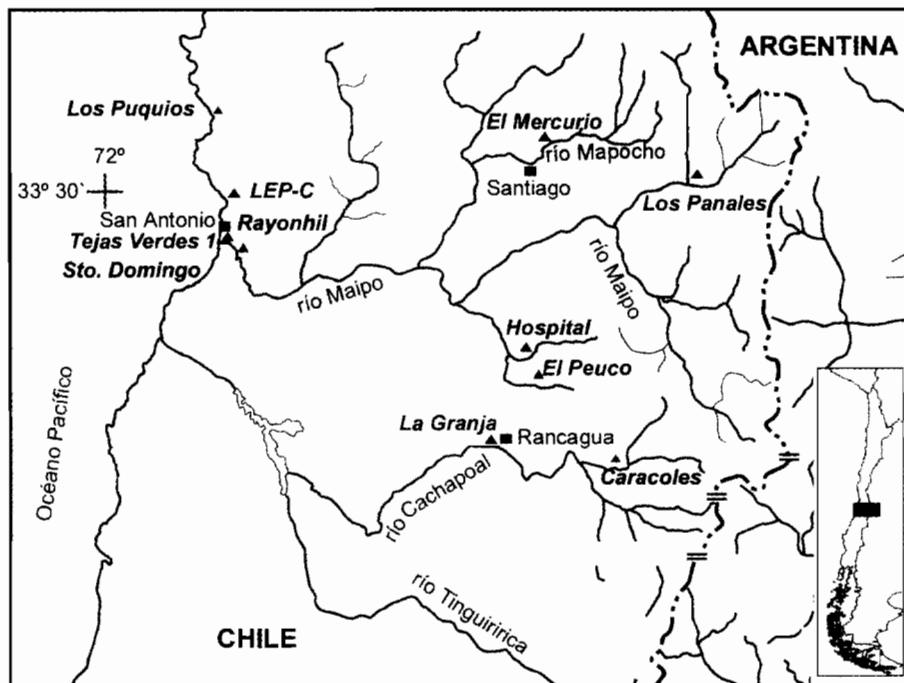 ARGENTINA
Los Puquios
El Mercurio
río Mapocho
72°
33° 30`
LEP-C
Santiago
Los Panales
San Antonio
Rayonhil
Tejas Verdes 1
Sto. Domingo
río Maipo
río Maipo
Hospital
El Peuco
Océano Pacífico
La Granja
Rancagua
Caracoles
río Cachapoal
río Tinguiririca
CHILE